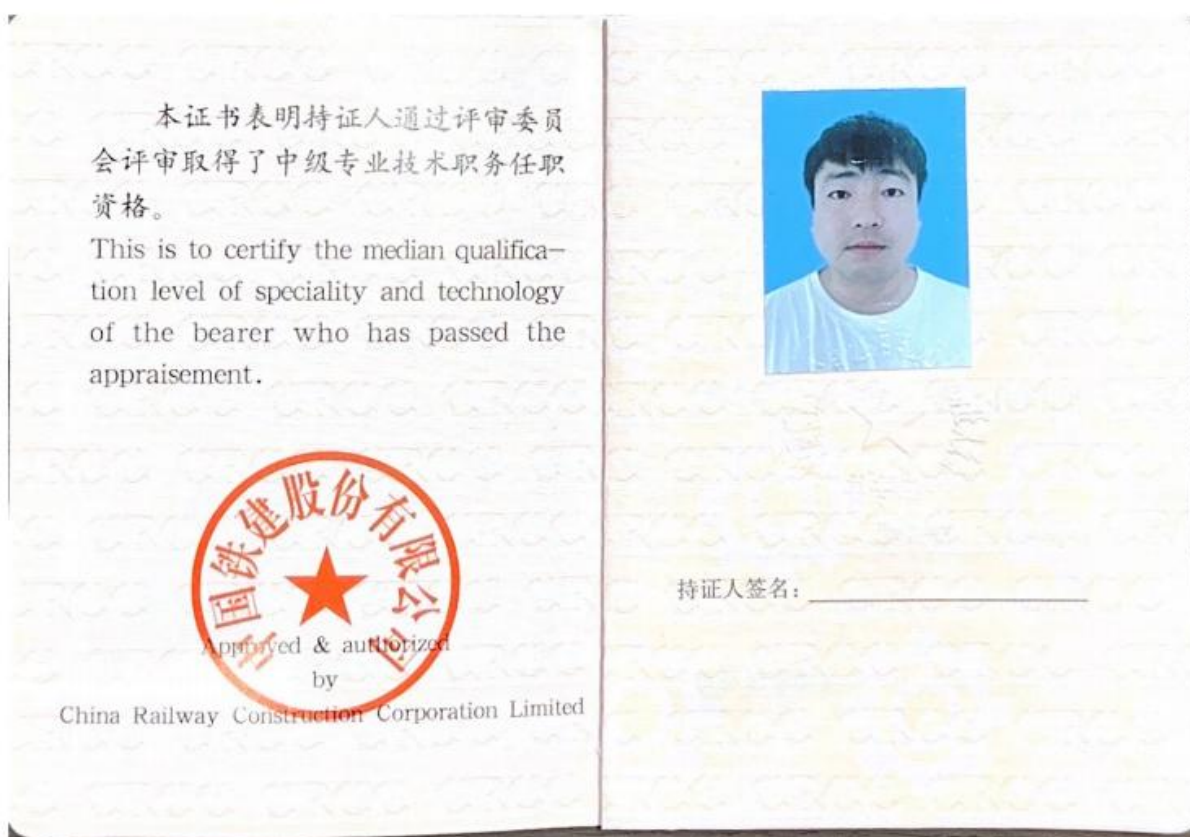 本证书表明持证人通过评审委员
会评审取得了中级专业技术职务任职
资格。
This is to certify the median qualifica—
tion level of speciality and technology
of the bearer who has passed the
appraisement.
中国铁建股份有限公司
Approved & authorized
by
China Railway Construction Corporation Limited
持证人签名：